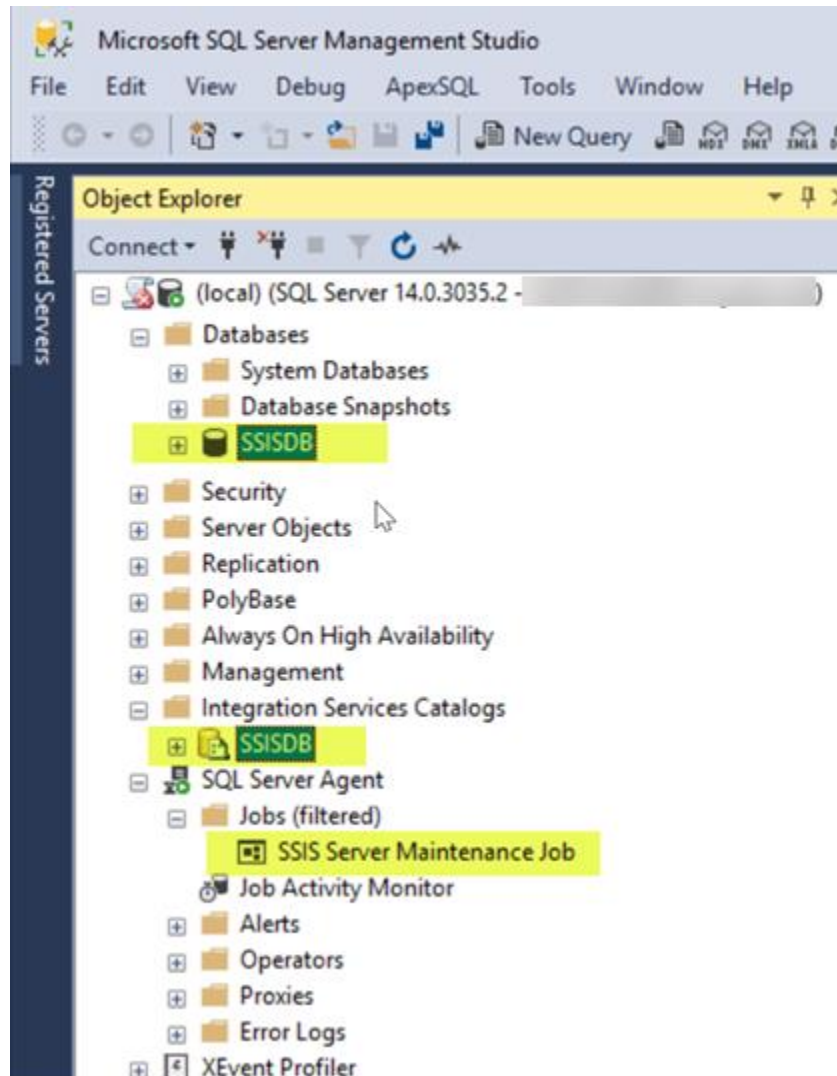 Microsoft SQL Server Management Studio
File Edit View Debug ApexSQL Tools Window Help
New Query MDX DMX XMLA
Registered Servers
Object Explorer
Connect
(local) (SQL Server 14.0.3035.2 - )
Databases
System Databases
Database Snapshots
SSISDB
Security
Server Objects
Replication
PolyBase
Always On High Availability
Management
Integration Services Catalogs
SSISDB
SQL Server Agent
Jobs (filtered)
SSIS Server Maintenance Job
Job Activity Monitor
Alerts
Operators
Proxies
Error Logs
XEvent Profiler